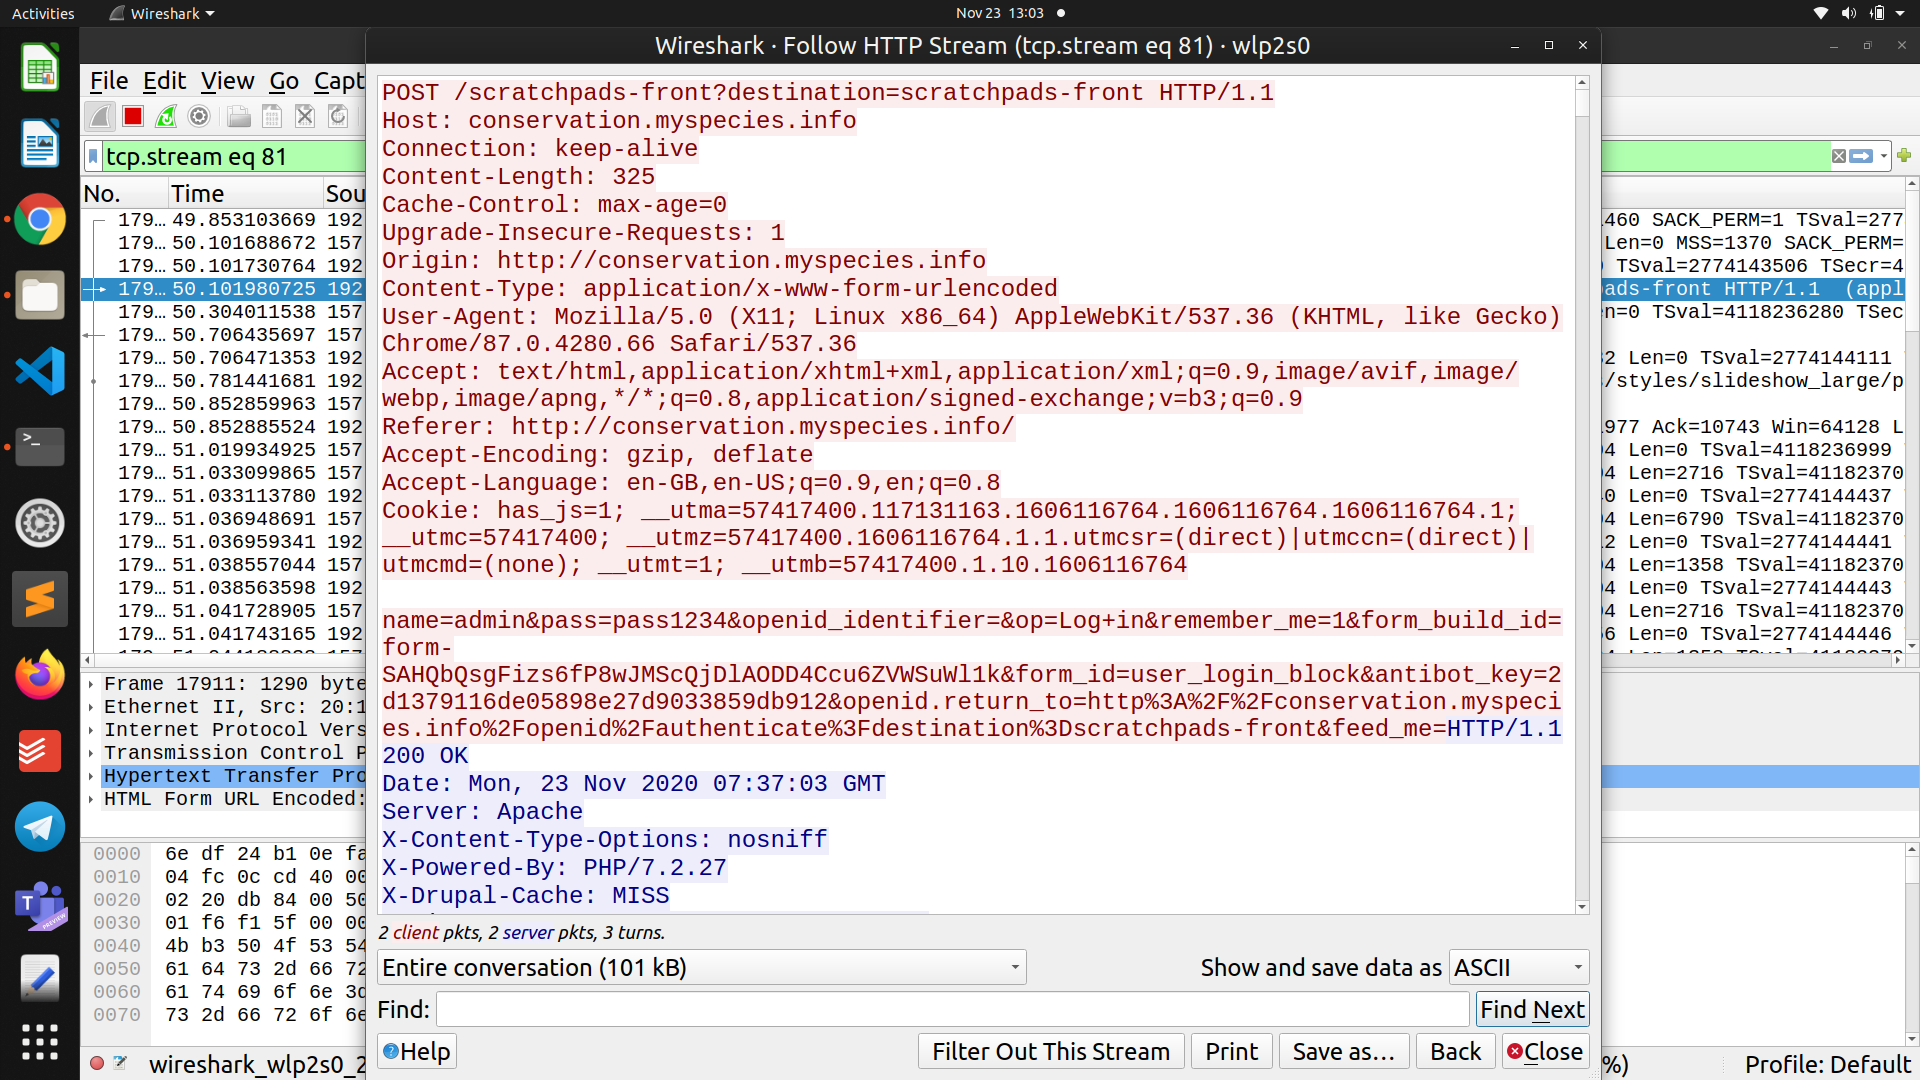 Activities
Wireshark
Nov 23 13:03
Wireshark · Follow HTTP Stream (tcp.stream eq 81) · wlp2s0
File Edit View Go Capt
tcp.stream eq 81
No. Time Sou
179… 49.853103669 192
179… 50.101688672 157
179… 50.101730764 192
179… 50.101980725 192
179… 50.304011538 157
179… 50.706435697 157
179… 50.706471353 192
179… 50.781441681 192
179… 50.852859963 157
179… 50.852885524 192
179… 51.019934925 157
179… 51.033099865 157
179… 51.033113780 192
179… 51.036948691 157
179… 51.036959341 192
179… 51.038557044 157
179… 51.038563598 192
179… 51.041728905 157
179… 51.041743165 192
Frame 17911: 1290 byte
Ethernet II, Src: 20:1
Internet Protocol Vers
Transmission Control P
Hypertext Transfer Pro
HTML Form URL Encoded:
0000 6e df 24 b1 0e fa
0010 04 fc 0c cd 40 00
0020 02 20 db 84 00 50
0030 01 f6 f1 5f 00 00
0040 4b b3 50 4f 53 54
0050 61 64 73 2d 66 72
0060 61 74 69 6f 6e 3d
0070 73 2d 66 72 6f 6e
wireshark_wlp2s0_2
POST /scratchpads-front?destination=scratchpads-front HTTP/1.1
Host: conservation.myspecies.info
Connection: keep-alive
Content-Length: 325
Cache-Control: max-age=0
Upgrade-Insecure-Requests: 1
Origin: http://conservation.myspecies.info
Content-Type: application/x-www-form-urlencoded
User-Agent: Mozilla/5.0 (X11; Linux x86_64) AppleWebKit/537.36 (KHTML, like Gecko)
Chrome/87.0.4280.66 Safari/537.36
Accept: text/html,application/xhtml+xml,application/xml;q=0.9,image/avif,image/
webp,image/apng,*/*;q=0.8,application/signed-exchange;v=b3;q=0.9
Referer: http://conservation.myspecies.info/
Accept-Encoding: gzip, deflate
Accept-Language: en-GB,en-US;q=0.9,en;q=0.8
Cookie: has_js=1; __utma=57417400.117131163.1606116764.1606116764.1606116764.1;
__utmc=57417400; __utmz=57417400.1606116764.1.1.utmcsr=(direct)|utmccn=(direct)|
utmcmd=(none); __utmt=1; __utmb=57417400.1.10.1606116764
name=admin&pass=pass1234&openid_identifier=&op=Log+in&remember_me=1&form_build_id=
form-
SAHQbQsgFizs6fP8wJMScQjDlAODD4Ccu6ZVWSuWl1k&form_id=user_login_block&antibot_key=2
d1379116de05898e27d9033859db912&openid.return_to=http%3A%2F%2Fconservation.myspeci
es.info%2Fopenid%2Fauthenticate%3Fdestination%3Dscratchpads-front&feed_me=HTTP/1.1
200 OK
Date: Mon, 23 Nov 2020 07:37:03 GMT
Server: Apache
X-Content-Type-Options: nosniff
X-Powered-By: PHP/7.2.27
X-Drupal-Cache: MISS
2 client pkts, 2 server pkts, 3 turns.
Entire conversation (101 kB)
Show and save data as ASCII
Find:
Find Next
Help
Filter Out This Stream
Print
Save as…
Back
Close
460 SACK_PERM=1 TSval=277
Len=0 MSS=1370 SACK_PERM=
TSval=2774143506 TSecr=4
ads-front HTTP/1.1 (appl
n=0 TSval=4118236280 TSec
32 Len=0 TSval=2774144111
s/styles/slideshow_large/p
977 Ack=10743 Win=64128 L
04 Len=0 TSval=4118236999
04 Len=2716 TSval=41182370
40 Len=0 TSval=2774144437
04 Len=6790 TSval=41182370
12 Len=0 TSval=2774144441
04 Len=1358 TSval=41182370
04 Len=0 TSval=2774144443
04 Len=2716 TSval=41182370
56 Len=0 TSval=2774144446
%)
Profile: Default
T
PREVIEW